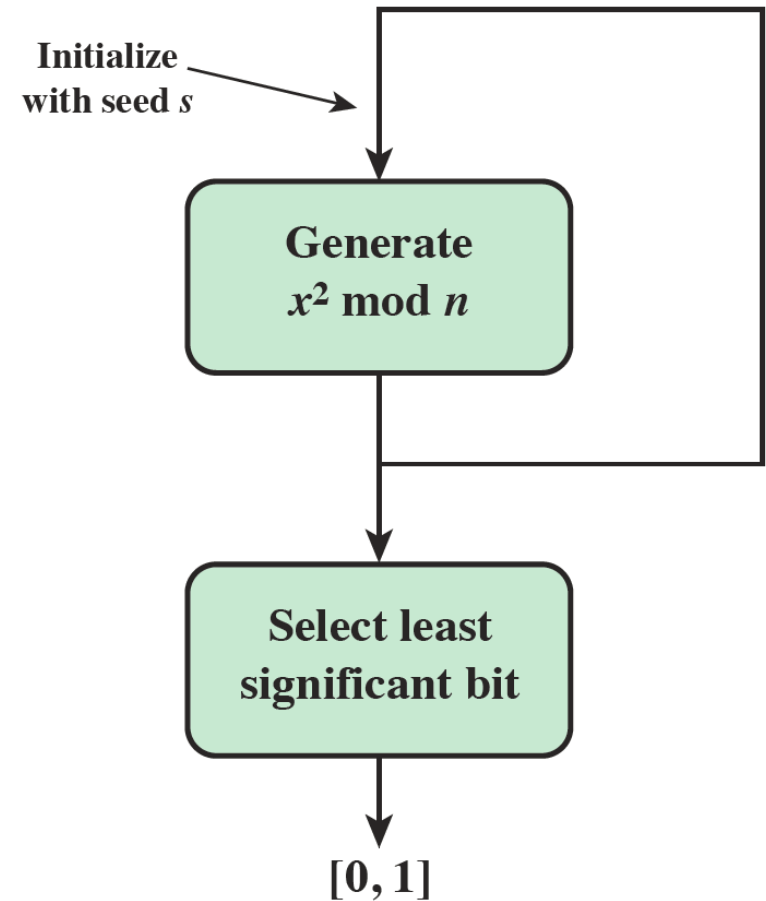 Initialize
with seed s
Generate
x² mod n
Select least
significant bit
[0, 1]